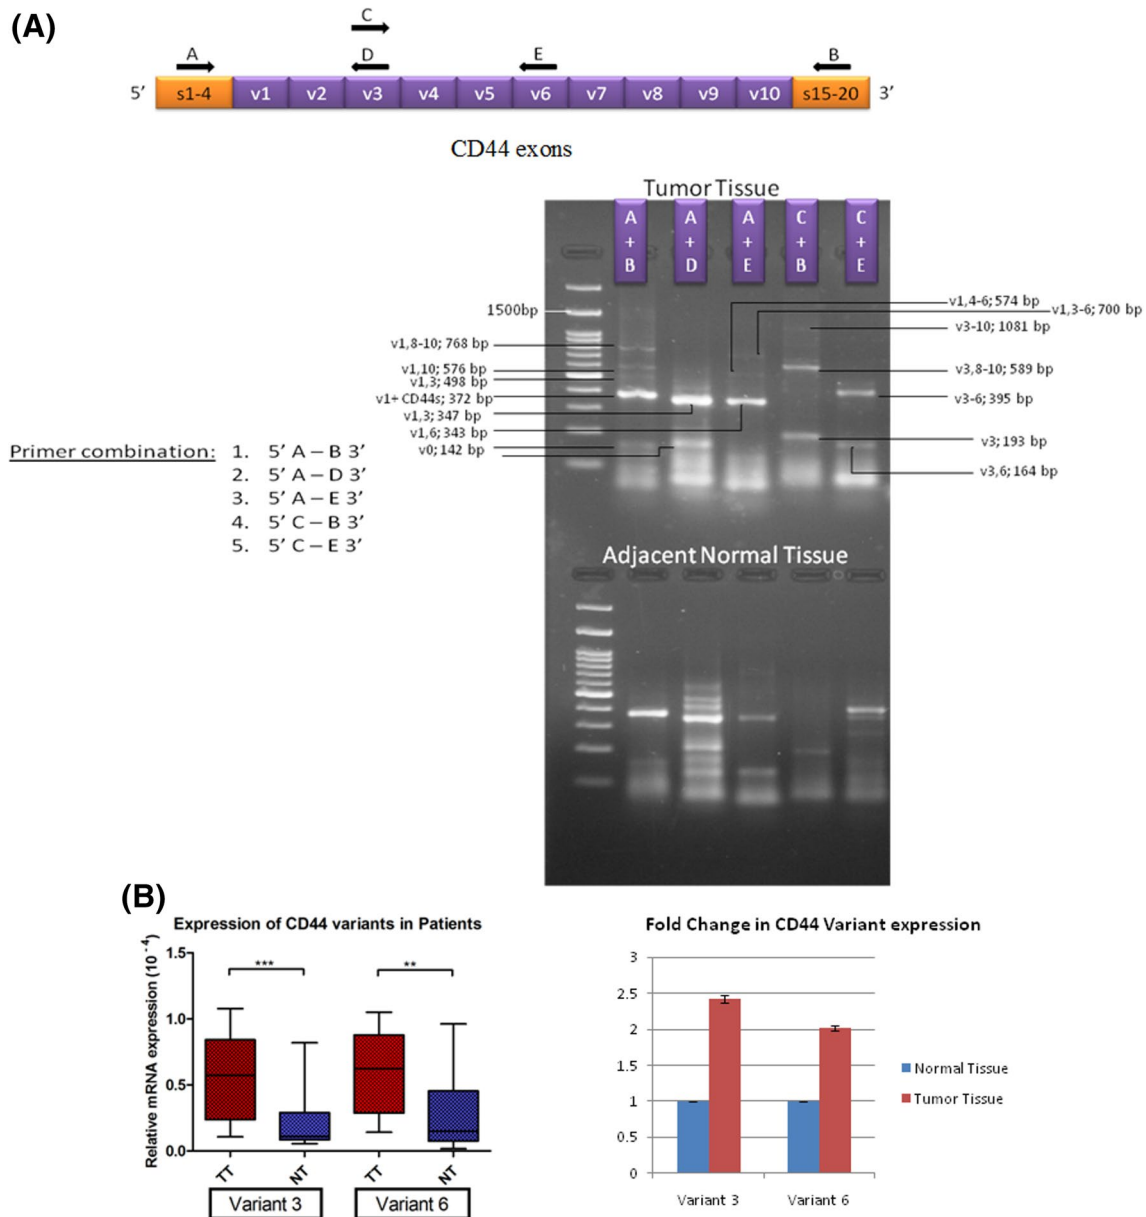 (A)
C
A D E B
5′ s1-4 v1 v2 v3 v4 v5 v6 v7 v8 v9 v10 s15-20 3′
CD44 exons
Tumor Tissue
A + B
A + D
A + E
C + B
C + E
1500bp
v1,8-10; 768 bp
v1,10; 576 bp
v1,3; 498 bp
v1+ CD44s; 372 bp
v1,3; 347 bp
v1,6; 343 bp
v0; 142 bp
v1,4-6; 574 bp
v1,3-6; 700 bp
v3-10; 1081 bp
v3,8-10; 589 bp
v3-6; 395 bp
v3; 193 bp
v3,6; 164 bp
Primer combination: 1. 5′ A – B 3′
2. 5′ A – D 3′
3. 5′ A – E 3′
4. 5′ C – B 3′
5. 5′ C – E 3′
Adjacent Normal Tissue
(B)
Expression of CD44 variants in Patients
Relative mRNA expression (10⁻⁴)
1.5
1.0
0.5
0.0
*** **
TT NT TT NT
Variant 3 Variant 6
Fold Change in CD44 Variant expression
3
2.5
2
1.5
1
0.5
0
Variant 3 Variant 6
Normal Tissue
Tumor Tissue